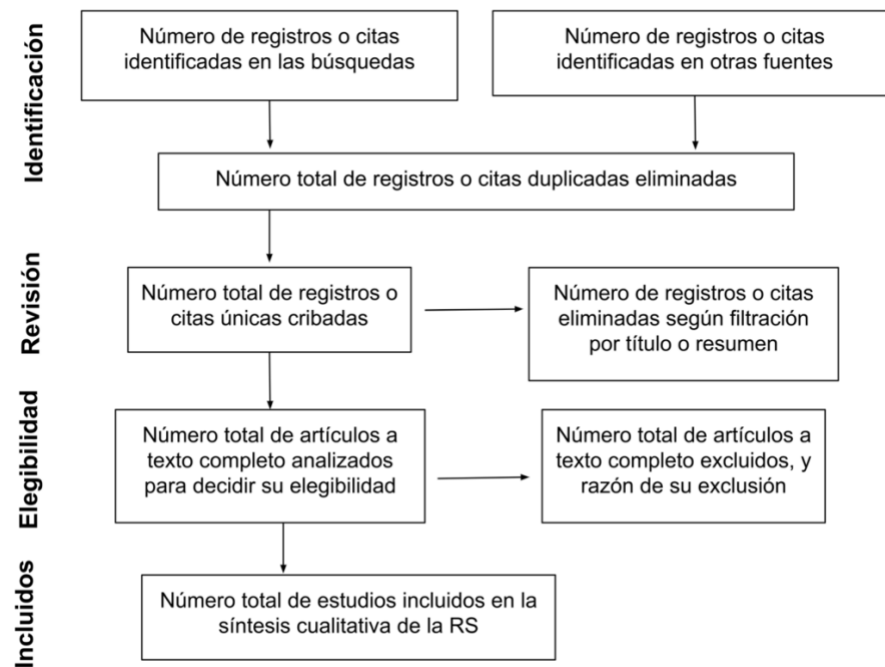 Identificación
Número de registros o citas
identificadas en las búsquedas
Número de registros o citas
identificadas en otras fuentes
Número total de registros o citas duplicadas eliminadas
Revisión
Número total de registros o
citas únicas cribadas
Número de registros o citas
eliminadas según filtración
por título o resumen
Elegibilidad
Número total de artículos a
texto completo analizados
para decidir su elegibilidad
Número total de artículos a
texto completo excluidos, y
razón de su exclusión
Incluidos
Número total de estudios incluidos en la
síntesis cualitativa de la RS